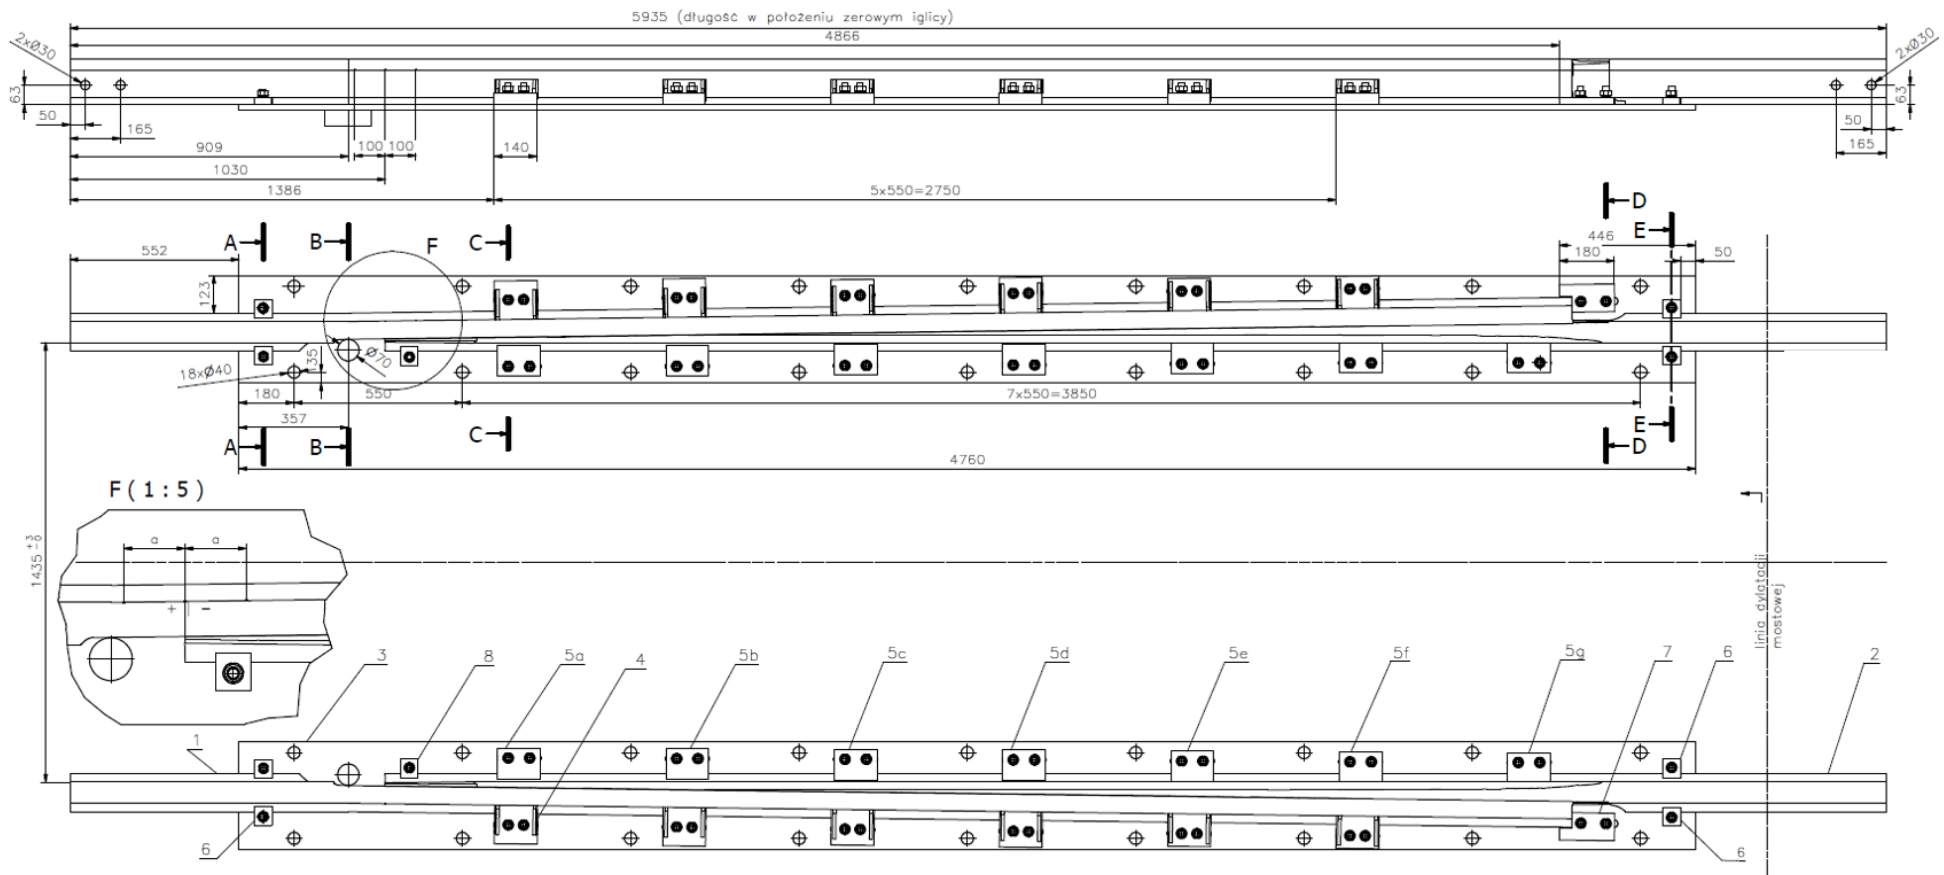 5935 (długość w położeniu zerowym iglicy)
4866
2xØ30
2xØ30
63
63
50
165
909
100
100
140
50
165
1030
1386
5x550=2750
D
A
B
F
C
E
446
552
180
50
123
Ø70
135
18xØ40
180
550
7x550=3850
357
A
B
C
D
E
4760
F(1:5)
a
a
+
-
1435 +3 -0
linia dylatacji
mostowej
1
3
8
5a
4
5b
5c
5d
5e
5f
5g
7
6
2
6
6